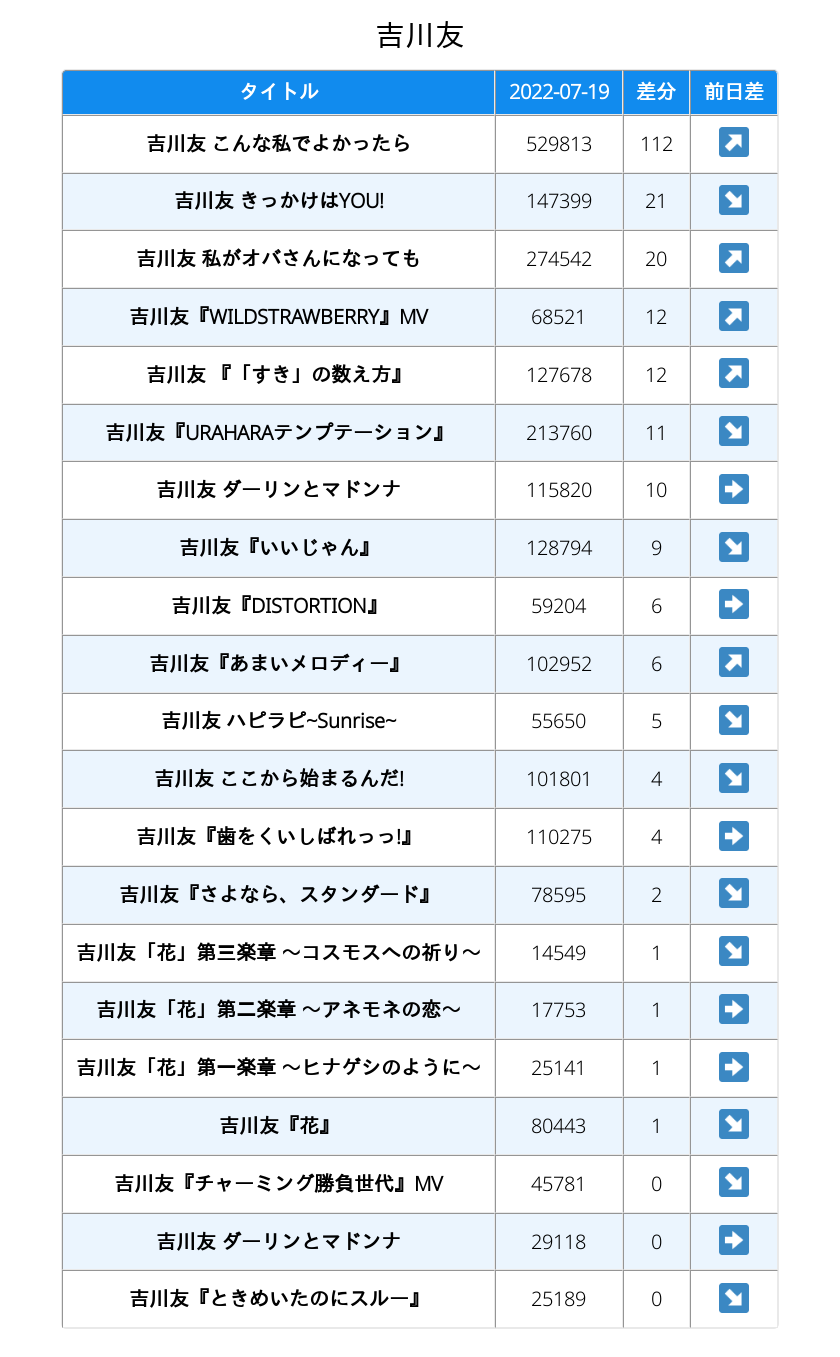 吉川友
タイトル 2022-07-19 差分 前日差
吉川友 こんな私でよかったら 529813 112
吉川友 きっかけはYOU! 147399 21
吉川友 私がオバさんになっても 274542 20
吉川友『WILDSTRAWBERRY』MV 68521 12
吉川友 『「すき」の数え方』 127678 12
吉川友『URAHARAテンプテーション』 213760 11
吉川友 ダーリンとマドンナ 115820 10
吉川友『いいじゃん』 128794 9
吉川友『DISTORTION』 59204 6
吉川友『あまいメロディー』 102952 6
吉川友 ハピラピ~Sunrise~ 55650 5
吉川友 ここから始まるんだ! 101801 4
吉川友『歯をくいしばれっっ!』 110275 4
吉川友『さよなら、スタンダード』 78595 2
吉川友「花」第三楽章 〜コスモスへの祈り〜 14549 1
吉川友「花」第二楽章 〜アネモネの恋〜 17753 1
吉川友「花」第一楽章 〜ヒナゲシのように〜 25141 1
吉川友『花』 80443 1
吉川友『チャーミング勝負世代』MV 45781 0
吉川友 ダーリンとマドンナ 29118 0
吉川友『ときめいたのにスルー』 25189 0